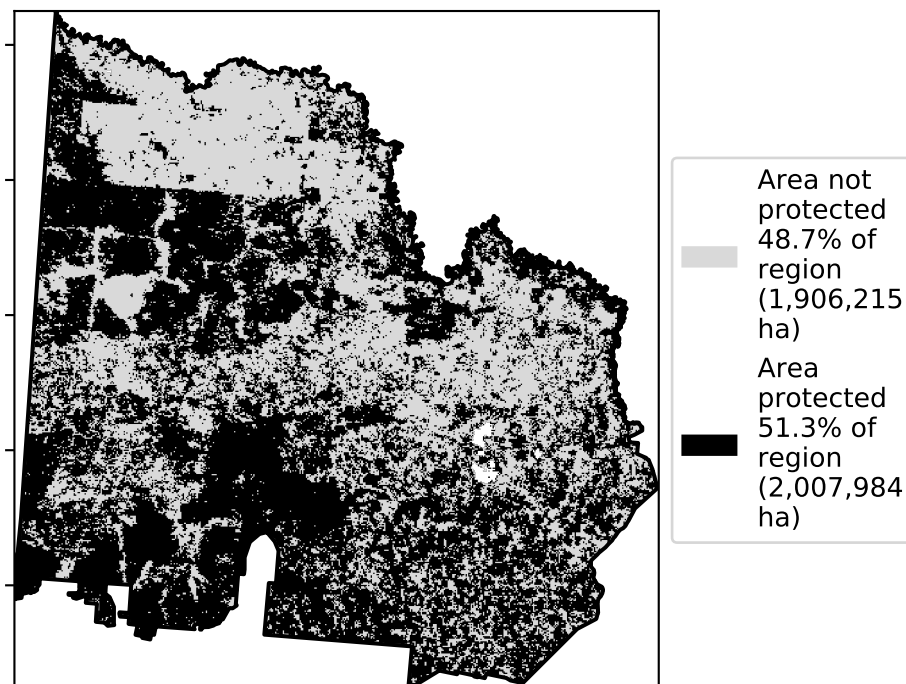 Area not
protected
48.7% of
region
(1,906,215
ha)
Area
protected
51.3% of
region
(2,007,984
ha)